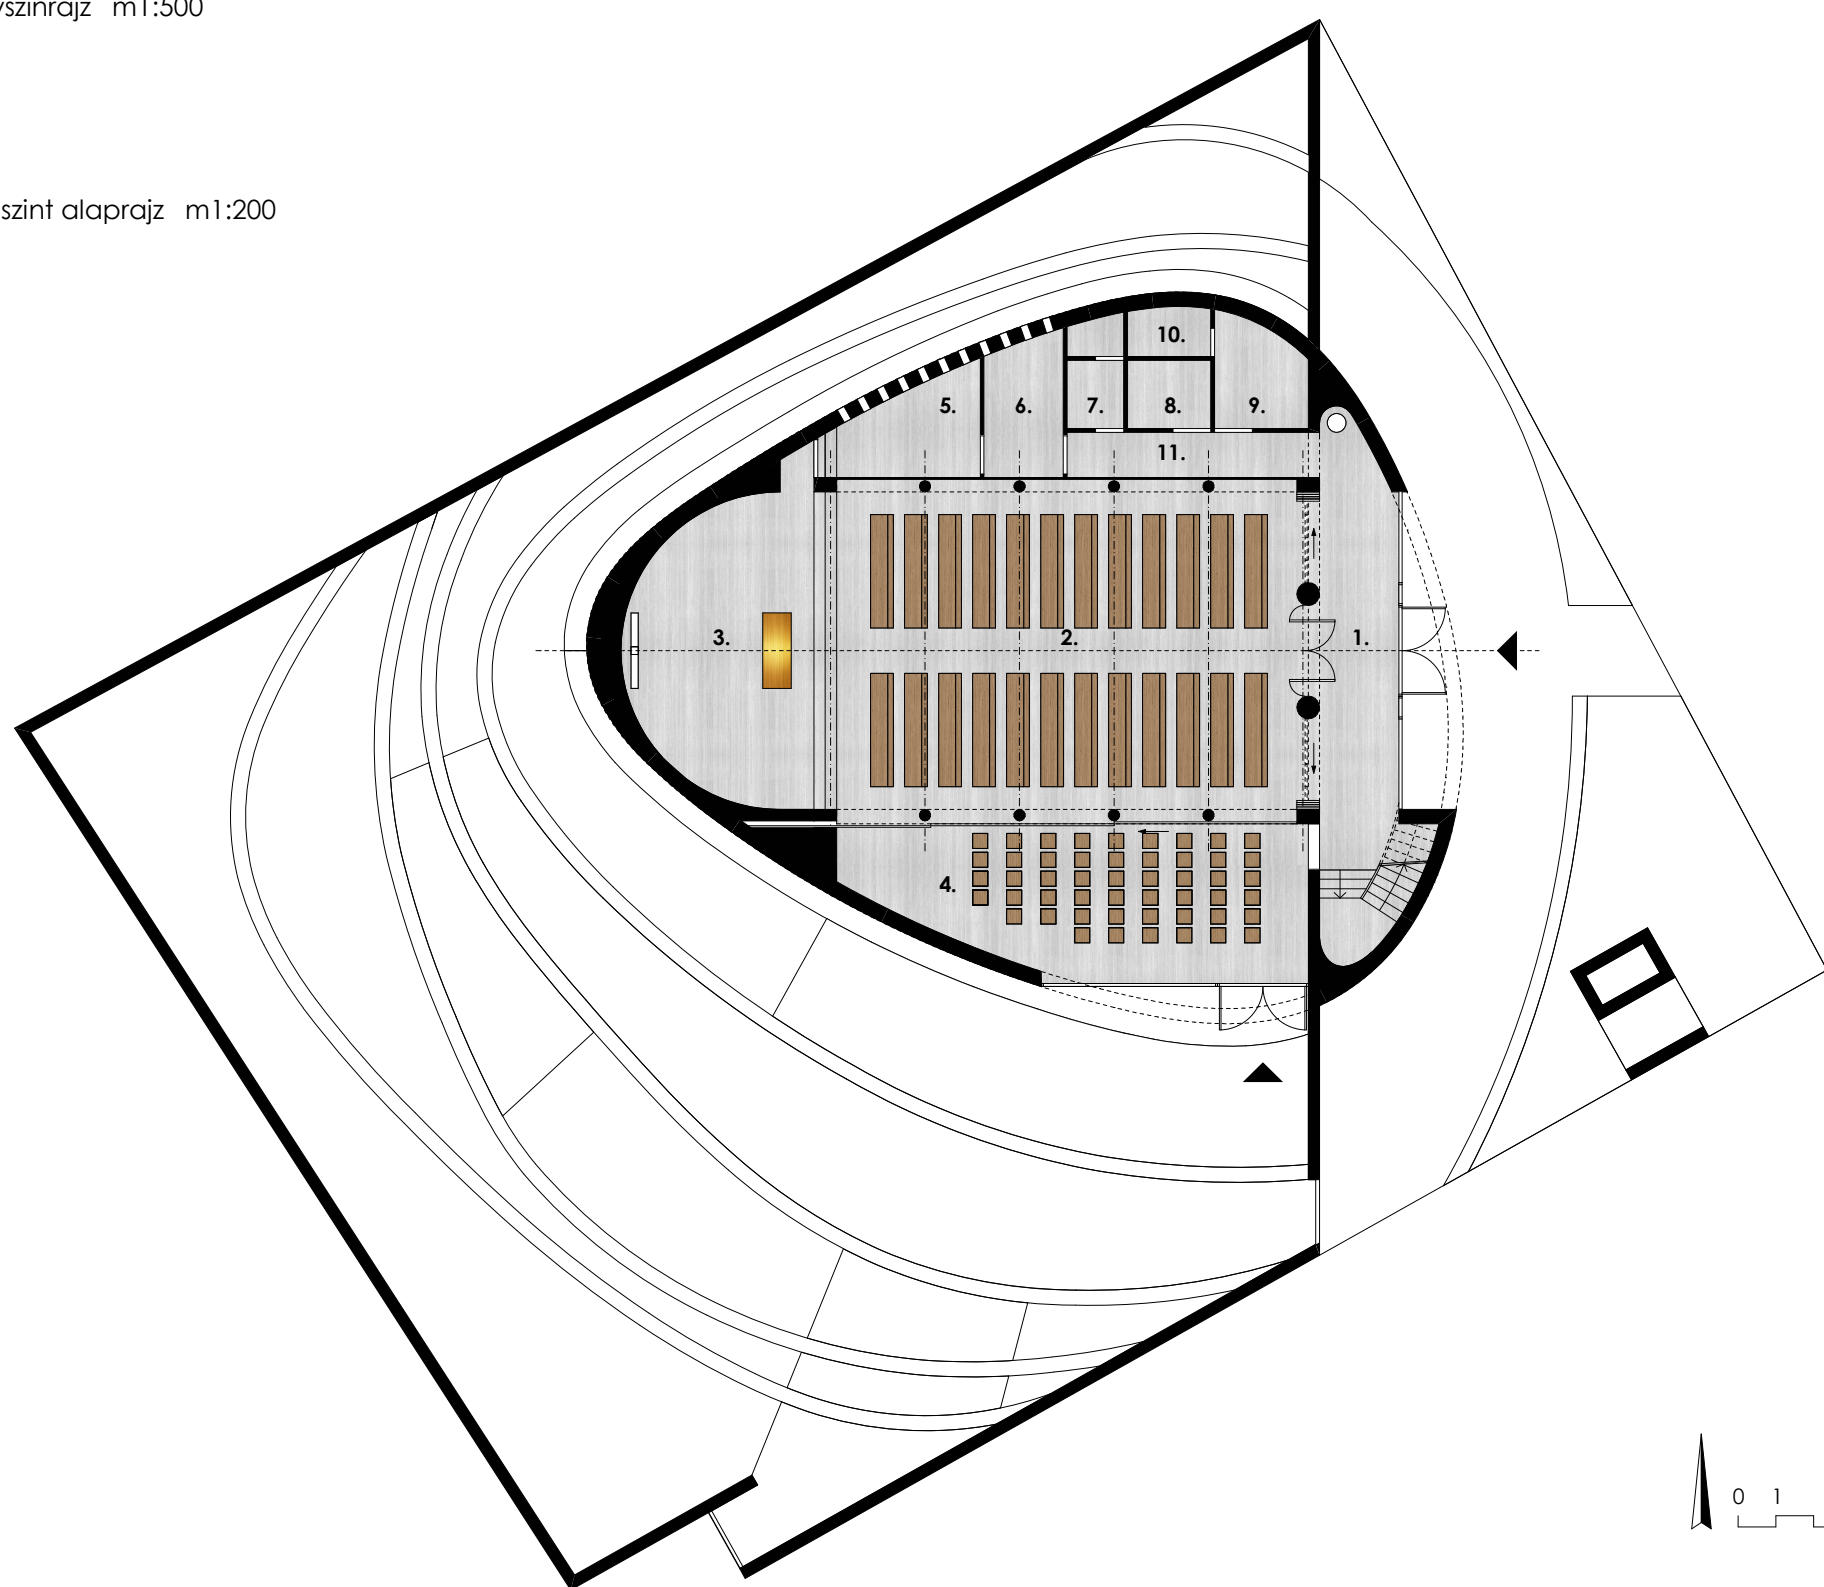 yszínrajz m1:500
szint alaprajz m1:200
10.
5. 6. 7. 8. 9.
11.
3. 2. 1.
4.
0 1